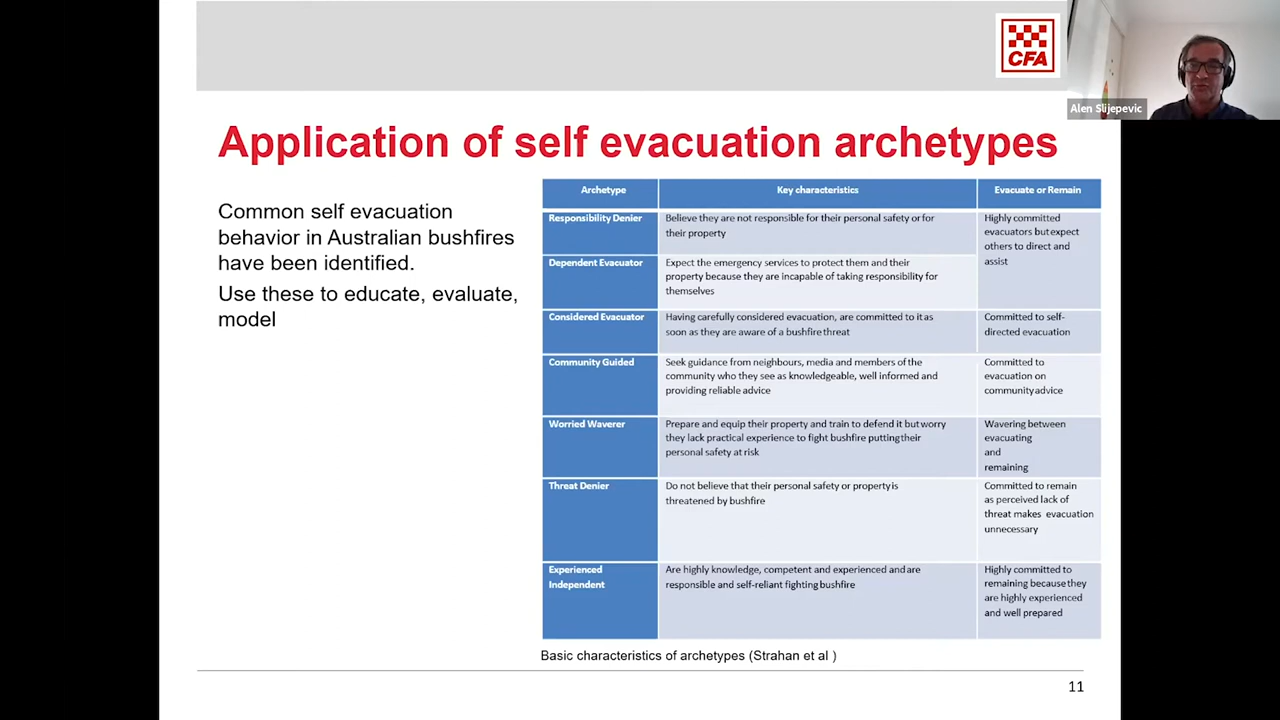 CFA
Alen Slijepevic
Application of self evacuation archetypes
Common self evacuation
behavior in Australian bushfires
have been identified.
Use these to educate, evaluate,
model
Archetype
Key characteristics
Evacuate or Remain
Responsibility Denier
Believe they are not responsible for their personal safety or for
their property
Highly committed
evacuators but expect
others to direct and
assist
Dependent Evacuator
Expect the emergency services to protect them and their
property because they are incapable of taking responsibility for
themselves
Considered Evacuator
Having carefully considered evacuation, are committed to it as
soon as they are aware of a bushfire threat
Committed to self-
directed evacuation
Community Guided
Seek guidance from neighbours, media and members of the
community who they see as knowledgeable, well informed and
providing reliable advice
Committed to
evacuation on
community advice
Worried Waverer
Prepare and equip their property and train to defend it but worry
they lack practical experience to fight bushfire putting their
personal safety at risk
Wavering between
evacuating
and
remaining
Threat Denier
Do not believe that their personal safety or property is
threatened by bushfire
Committed to remain
as perceived lack of
threat makes evacuation
unnecessary
Experienced
Independent
Are highly knowledge, competent and experienced and are
responsible and self-reliant fighting bushfire
Highly committed to
remaining because they
are highly experienced
and well prepared
Basic characteristics of archetypes (Strahan et al )
11